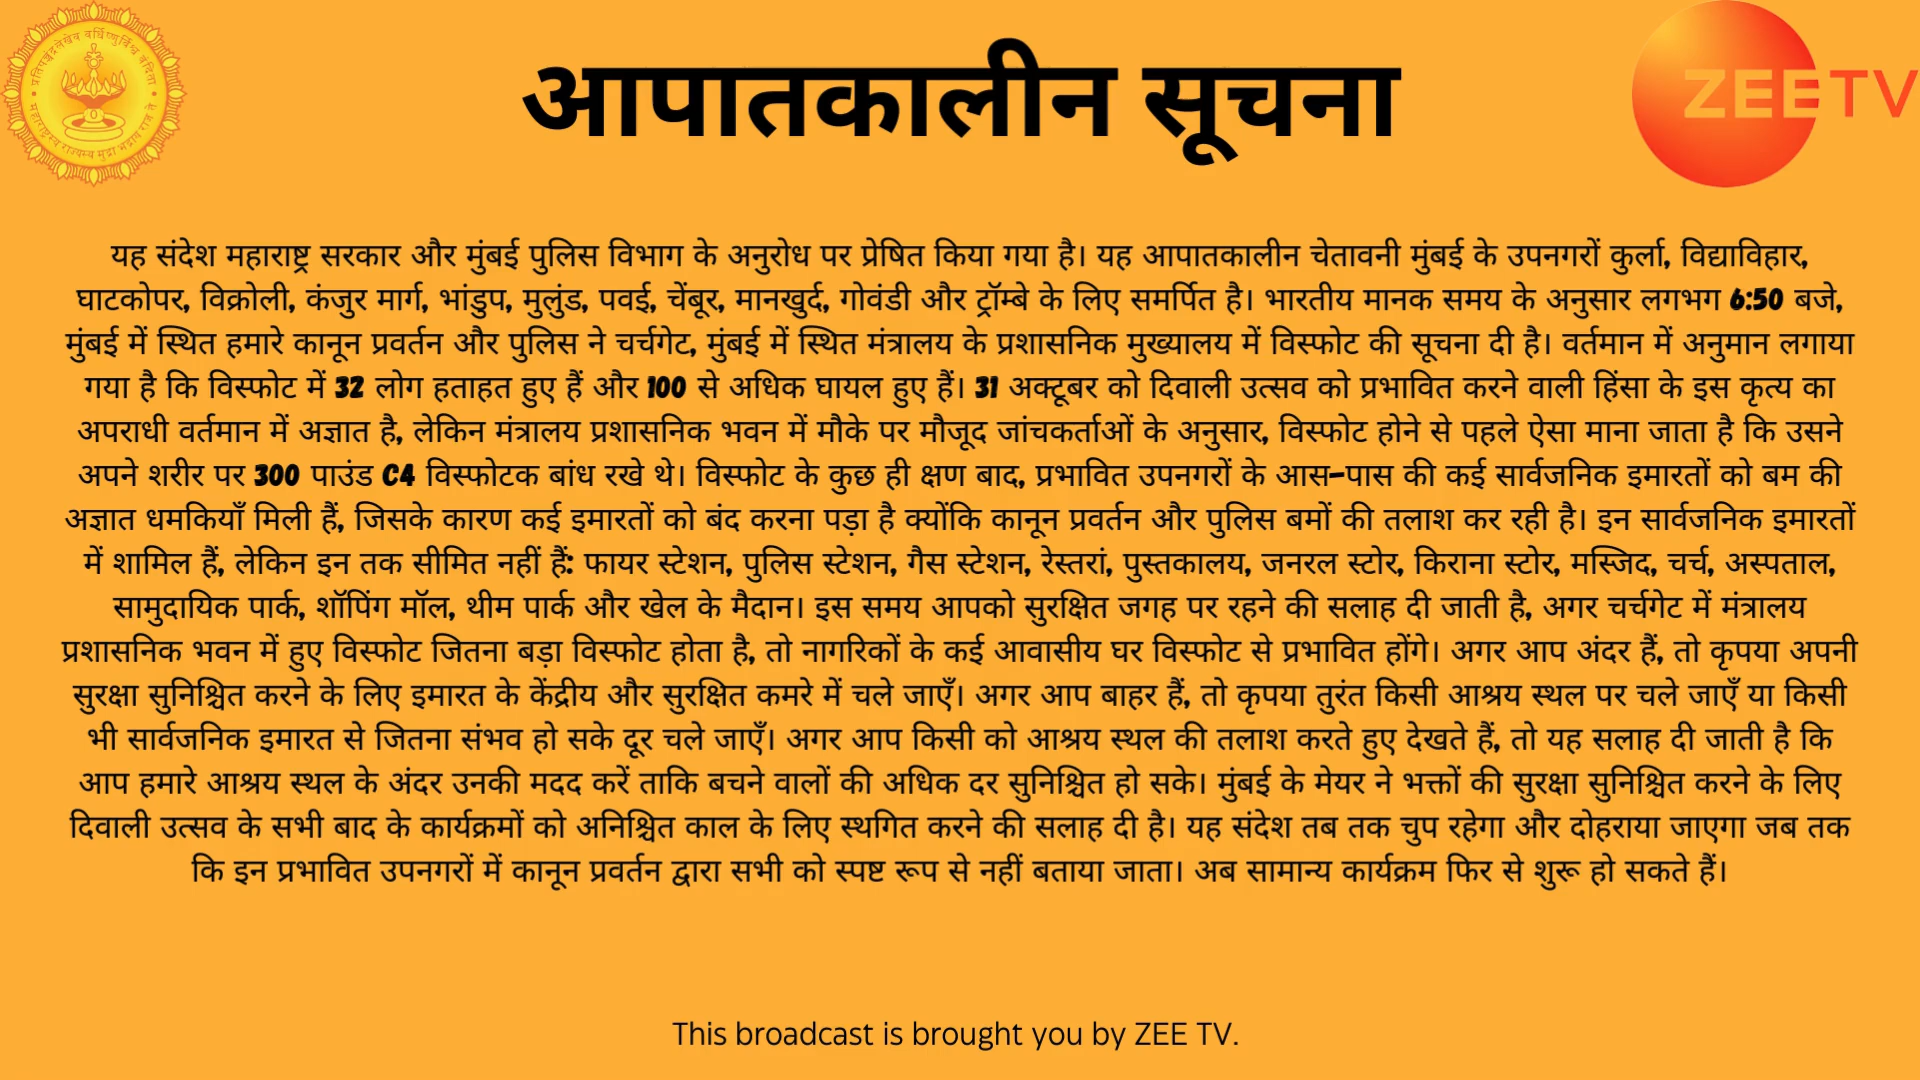 आपातकालीन सूचना
ZEE TV
यह संदेश महाराष्ट्र सरकार और मुंबई पुलिस विभाग के अनुरोध पर प्रेषित किया गया है। यह आपातकालीन चेतावनी मुंबई के उपनगरों कुर्ला, विद्याविहार,
घाटकोपर, विक्रोली, कंजुर मार्ग, भांडुप, मुलुंड, पवई, चेंबूर, मानखुर्द, गोवंडी और ट्रॉम्बे के लिए समर्पित है। भारतीय मानक समय के अनुसार लगभग 6:50 बजे,
मुंबई में स्थित हमारे कानून प्रवर्तन और पुलिस ने चर्चगेट, मुंबई में स्थित मंत्रालय के प्रशासनिक मुख्यालय में विस्फोट की सूचना दी है। वर्तमान में अनुमान लगाया
गया है कि विस्फोट में 32 लोग हताहत हुए हैं और 100 से अधिक घायल हुए हैं। 31 अक्टूबर को दिवाली उत्सव को प्रभावित करने वाली हिंसा के इस कृत्य का
अपराधी वर्तमान में अज्ञात है, लेकिन मंत्रालय प्रशासनिक भवन में मौके पर मौजूद जांचकर्ताओं के अनुसार, विस्फोट होने से पहले ऐसा माना जाता है कि उसने
अपने शरीर पर 300 पाउंड C4 विस्फोटक बांध रखे थे। विस्फोट के कुछ ही क्षण बाद, प्रभावित उपनगरों के आस-पास की कई सार्वजनिक इमारतों को बम की
अज्ञात धमकियाँ मिली हैं, जिसके कारण कई इमारतों को बंद करना पड़ा है क्योंकि कानून प्रवर्तन और पुलिस बमों की तलाश कर रही है। इन सार्वजनिक इमारतों
में शामिल हैं, लेकिन इन तक सीमित नहीं हैं: फायर स्टेशन, पुलिस स्टेशन, गैस स्टेशन, रेस्तरां, पुस्तकालय, जनरल स्टोर, किराना स्टोर, मस्जिद, चर्च, अस्पताल,
सामुदायिक पार्क, शॉपिंग मॉल, थीम पार्क और खेल के मैदान। इस समय आपको सुरक्षित जगह पर रहने की सलाह दी जाती है, अगर चर्चगेट में मंत्रालय
प्रशासनिक भवन में हुए विस्फोट जितना बड़ा विस्फोट होता है, तो नागरिकों के कई आवासीय घर विस्फोट से प्रभावित होंगे। अगर आप अंदर हैं, तो कृपया अपनी
सुरक्षा सुनिश्चित करने के लिए इमारत के केंद्रीय और सुरक्षित कमरे में चले जाएँ। अगर आप बाहर हैं, तो कृपया तुरंत किसी आश्रय स्थल पर चले जाएँ या किसी
भी सार्वजनिक इमारत से जितना संभव हो सके दूर चले जाएँ। अगर आप किसी को आश्रय स्थल की तलाश करते हुए देखते हैं, तो यह सलाह दी जाती है कि
आप हमारे आश्रय स्थल के अंदर उनकी मदद करें ताकि बचने वालों की अधिक दर सुनिश्चित हो सके। मुंबई के मेयर ने भक्तों की सुरक्षा सुनिश्चित करने के लिए
दिवाली उत्सव के सभी बाद के कार्यक्रमों को अनिश्चित काल के लिए स्थगित करने की सलाह दी है। यह संदेश तब तक चुप रहेगा और दोहराया जाएगा जब तक
कि इन प्रभावित उपनगरों में कानून प्रवर्तन द्वारा सभी को स्पष्ट रूप से नहीं बताया जाता। अब सामान्य कार्यक्रम फिर से शुरू हो सकते हैं।
This broadcast is brought you by ZEE TV.